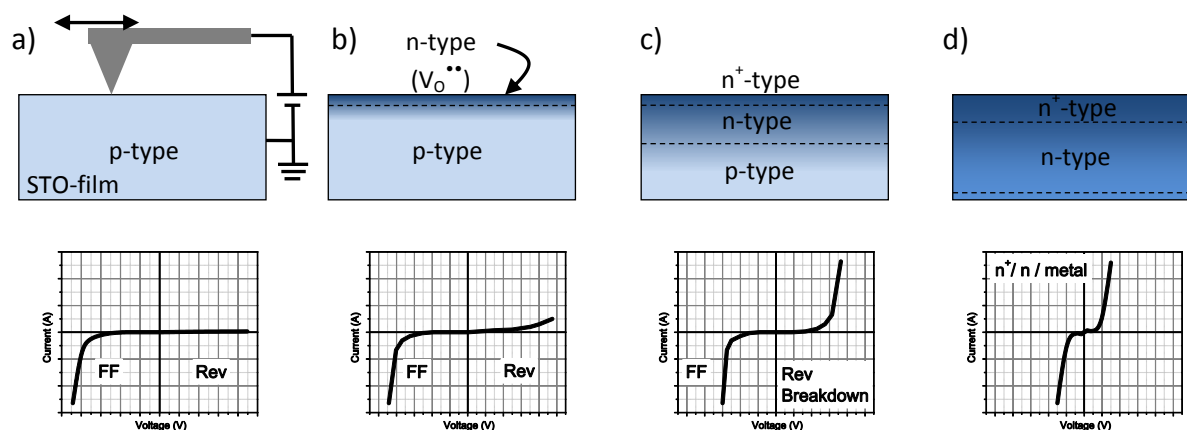 a)
p-type
STO-film
b)
n-type
(V_O^••)
p-type
c)
n⁺-type
n-type
p-type
d)
n⁺-type
n-type
Current (A)
FF
Rev
Voltage (V)
Current (A)
FF
Rev
Voltage (V)
Current (A)
FF
Rev
Breakdown
Voltage (V)
n⁺/ n / metal
Current (A)
Voltage (V)